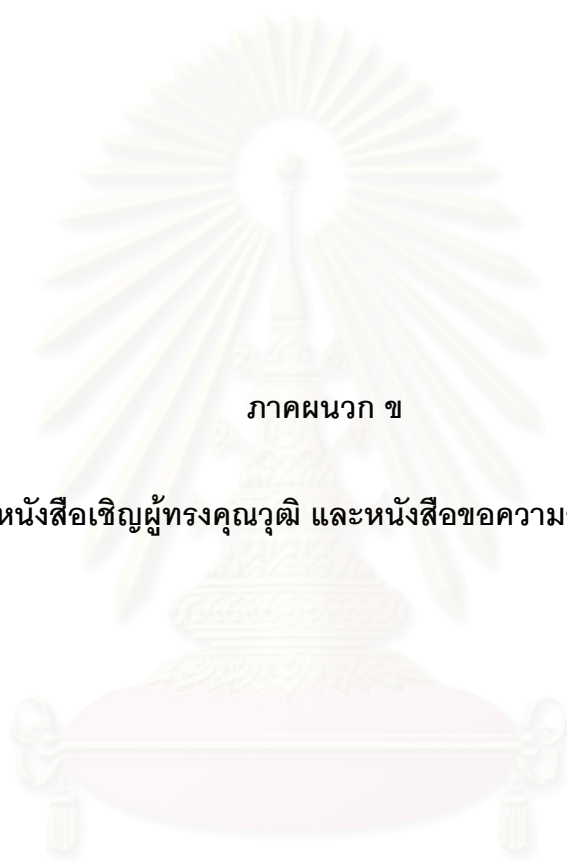 ภาคผนวก ข
หนังสือเชิญผู้ทรงคุณวุฒิ และหนังสือขอความ